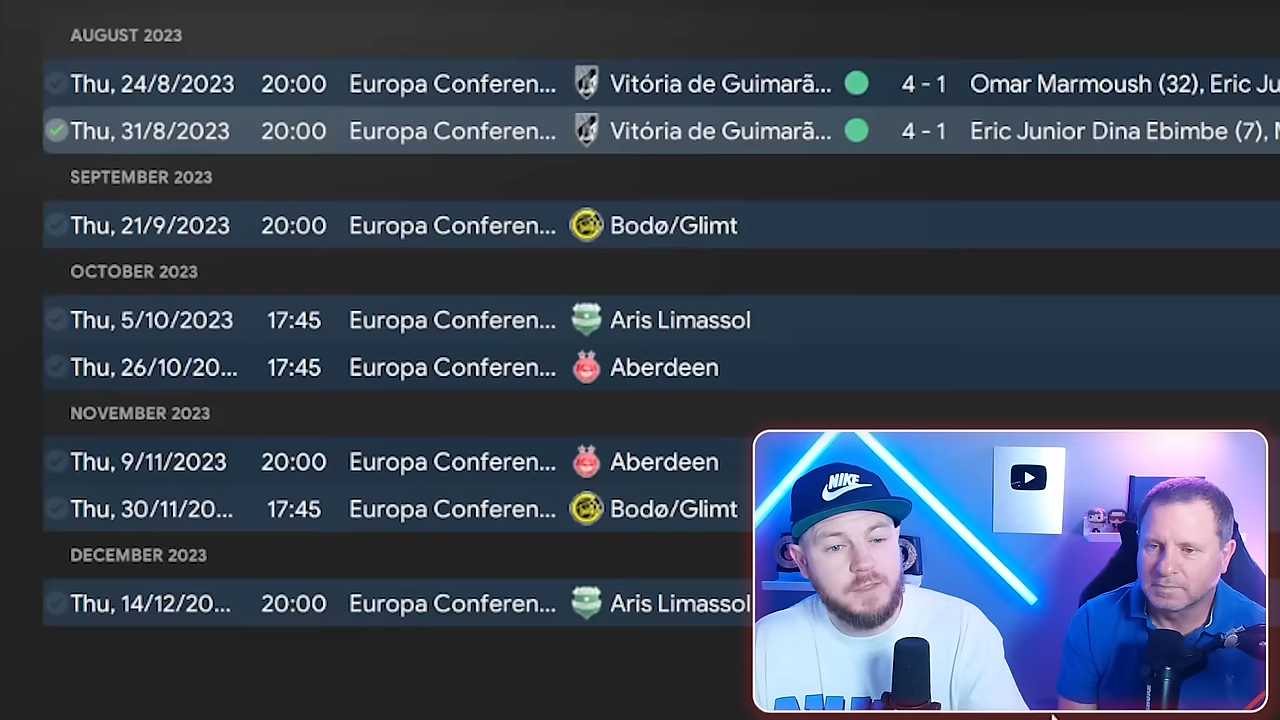 AUGUST 2023
Thu, 24/8/2023 20:00 Europa Conferen... Vitória de Guimarã... 4 - 1 Omar Marmoush (32), Eric Ju
Thu, 31/8/2023 20:00 Europa Conferen... Vitória de Guimarã... 4 - 1 Eric Junior Dina Ebimbe (7), M
SEPTEMBER 2023
Thu, 21/9/2023 20:00 Europa Conferen... Bodø/Glimt
OCTOBER 2023
Thu, 5/10/2023 17:45 Europa Conferen... Aris Limassol
Thu, 26/10/20... 17:45 Europa Conferen... Aberdeen
NOVEMBER 2023
Thu, 9/11/2023 20:00 Europa Conferen... Aberdeen
Thu, 30/11/20... 17:45 Europa Conferen... Bodø/Glimt
DECEMBER 2023
Thu, 14/12/20... 20:00 Europa Conferen... Aris Limassol
NIKE